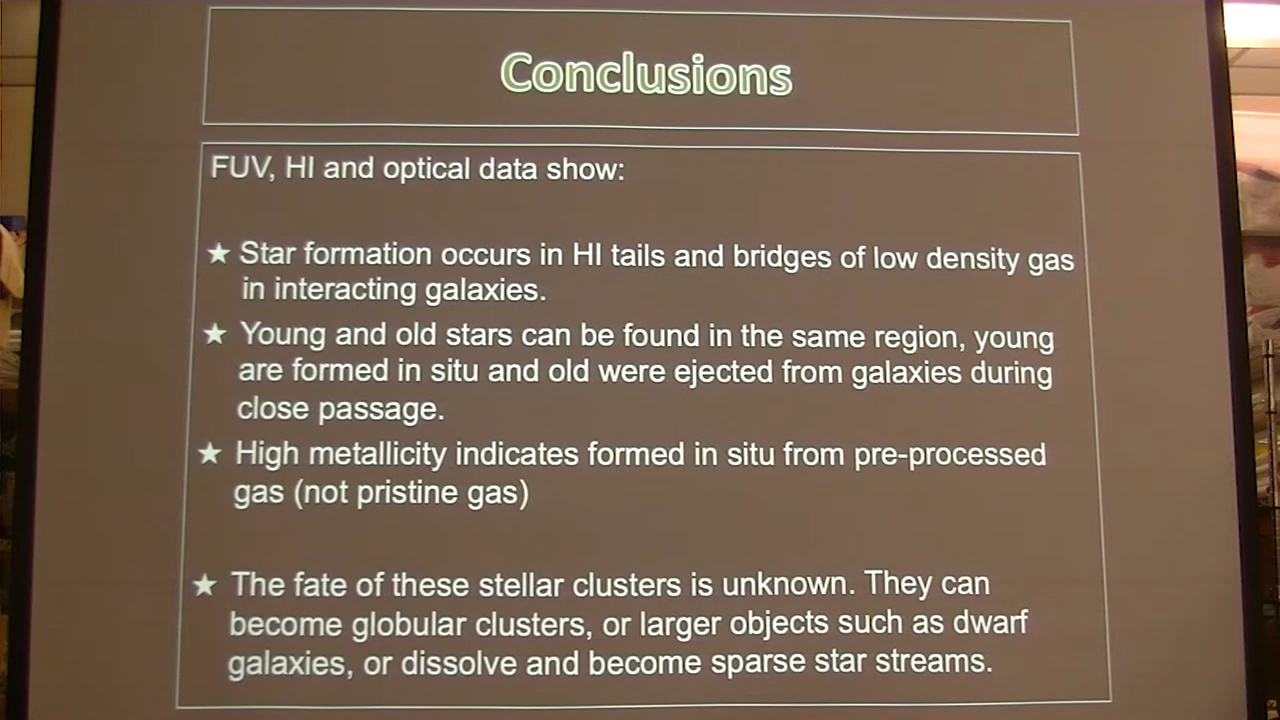 Conclusions
FUV, HI and optical data show:
★ Star formation occurs in HI tails and bridges of low density gas
in interacting galaxies.
★ Young and old stars can be found in the same region, young
are formed in situ and old were ejected from galaxies during
close passage.
★ High metallicity indicates formed in situ from pre-processed
gas (not pristine gas)
★ The fate of these stellar clusters is unknown. They can
become globular clusters, or larger objects such as dwarf
galaxies, or dissolve and become sparse star streams.